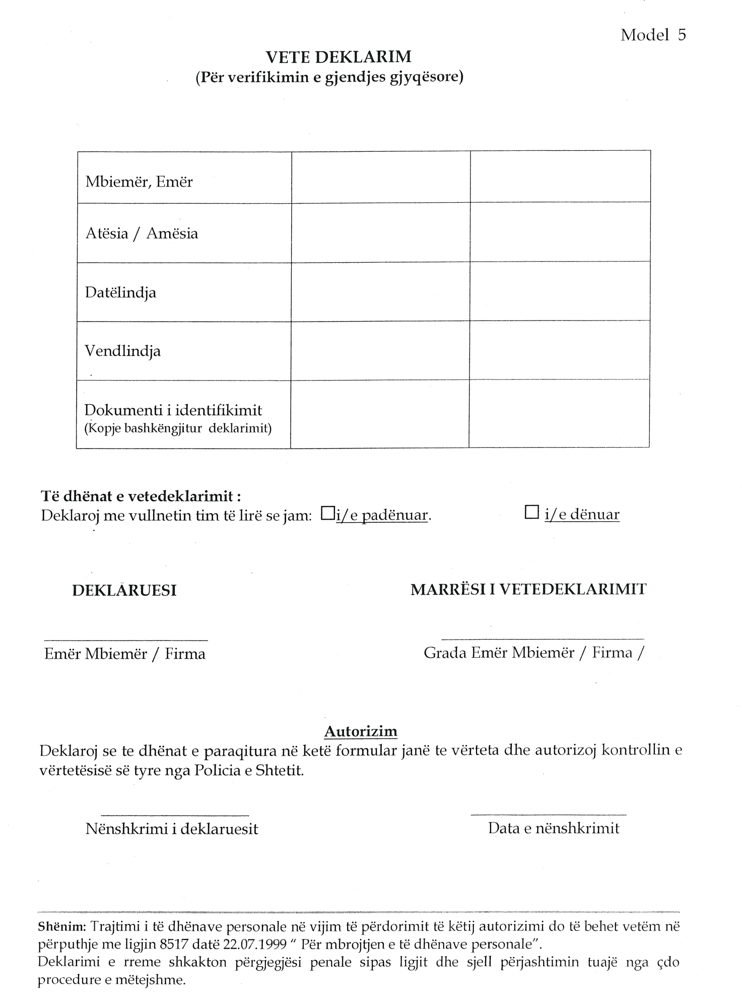 Model 5
VETE DEKLARIM
(Për verifikimin e gjendjes gjyqësore)
Mbiemër, Emër
Atësia / Amësia
Datëlindja
Vendlindja
Dokumenti i identifikimit
(Kopje bashkëngjitur deklarimit)
Të dhënat e vetedeklarimit :
Deklaroj me vullnetin tim të lirë se jam: ☐i/e padënuar. ☐ i/e dënuar
DEKLARUESI MARRËSI I VETEDEKLARIMIT
Emër Mbiemër / Firma Grada Emër Mbiemër / Firma /
Autorizim
Deklaroj se te dhënat e paraqitura në ketë formular janë te vërteta dhe autorizoj kontrollin e
vërtetësisë së tyre nga Policia e Shtetit.
Nënshkrimi i deklaruesit Data e nënshkrimit
Shënim: Trajtimi i të dhënave personale në vijim të përdorimit të këtij autorizimi do të behet vetëm në
përputhje me ligjin 8517 datë 22.07.1999 “ Për mbrojtjen e të dhënave personale”.
Deklarimi e rreme shkakton përgjegjësi penale sipas ligjit dhe sjell përjashtimin tuajë nga çdo
procedure e mëtejshme.